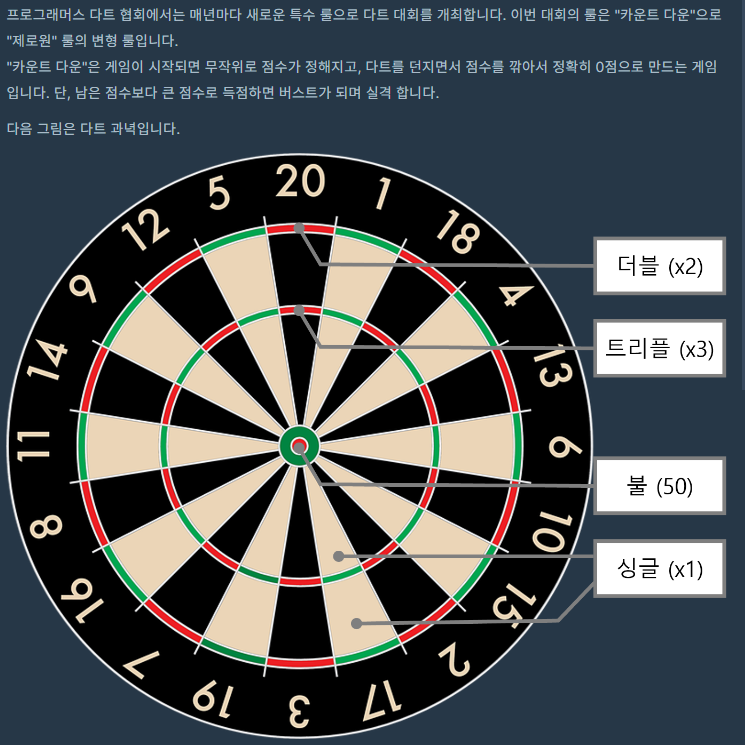 프로그래머스 다트 협회에서는 매년마다 새로운 특수 룰으로 다트 대회를 개최합니다. 이번 대회의 룰은 "카운트 다운"으로
"제로원" 룰의 변형 룰입니다.
"카운트 다운"은 게임이 시작되면 무작위로 점수가 정해지고, 다트를 던지면서 점수를 깎아서 정확히 0점으로 만드는 게임
입니다. 단, 남은 점수보다 큰 점수로 득점하면 버스트가 되며 실격 합니다.
다음 그림은 다트 과녁입니다.
20
1
18
4
13
6
10
15
2
17
3
19
7
16
8
11
14
9
12
5
더블 (x2)
트리플 (x3)
불 (50)
싱글 (x1)